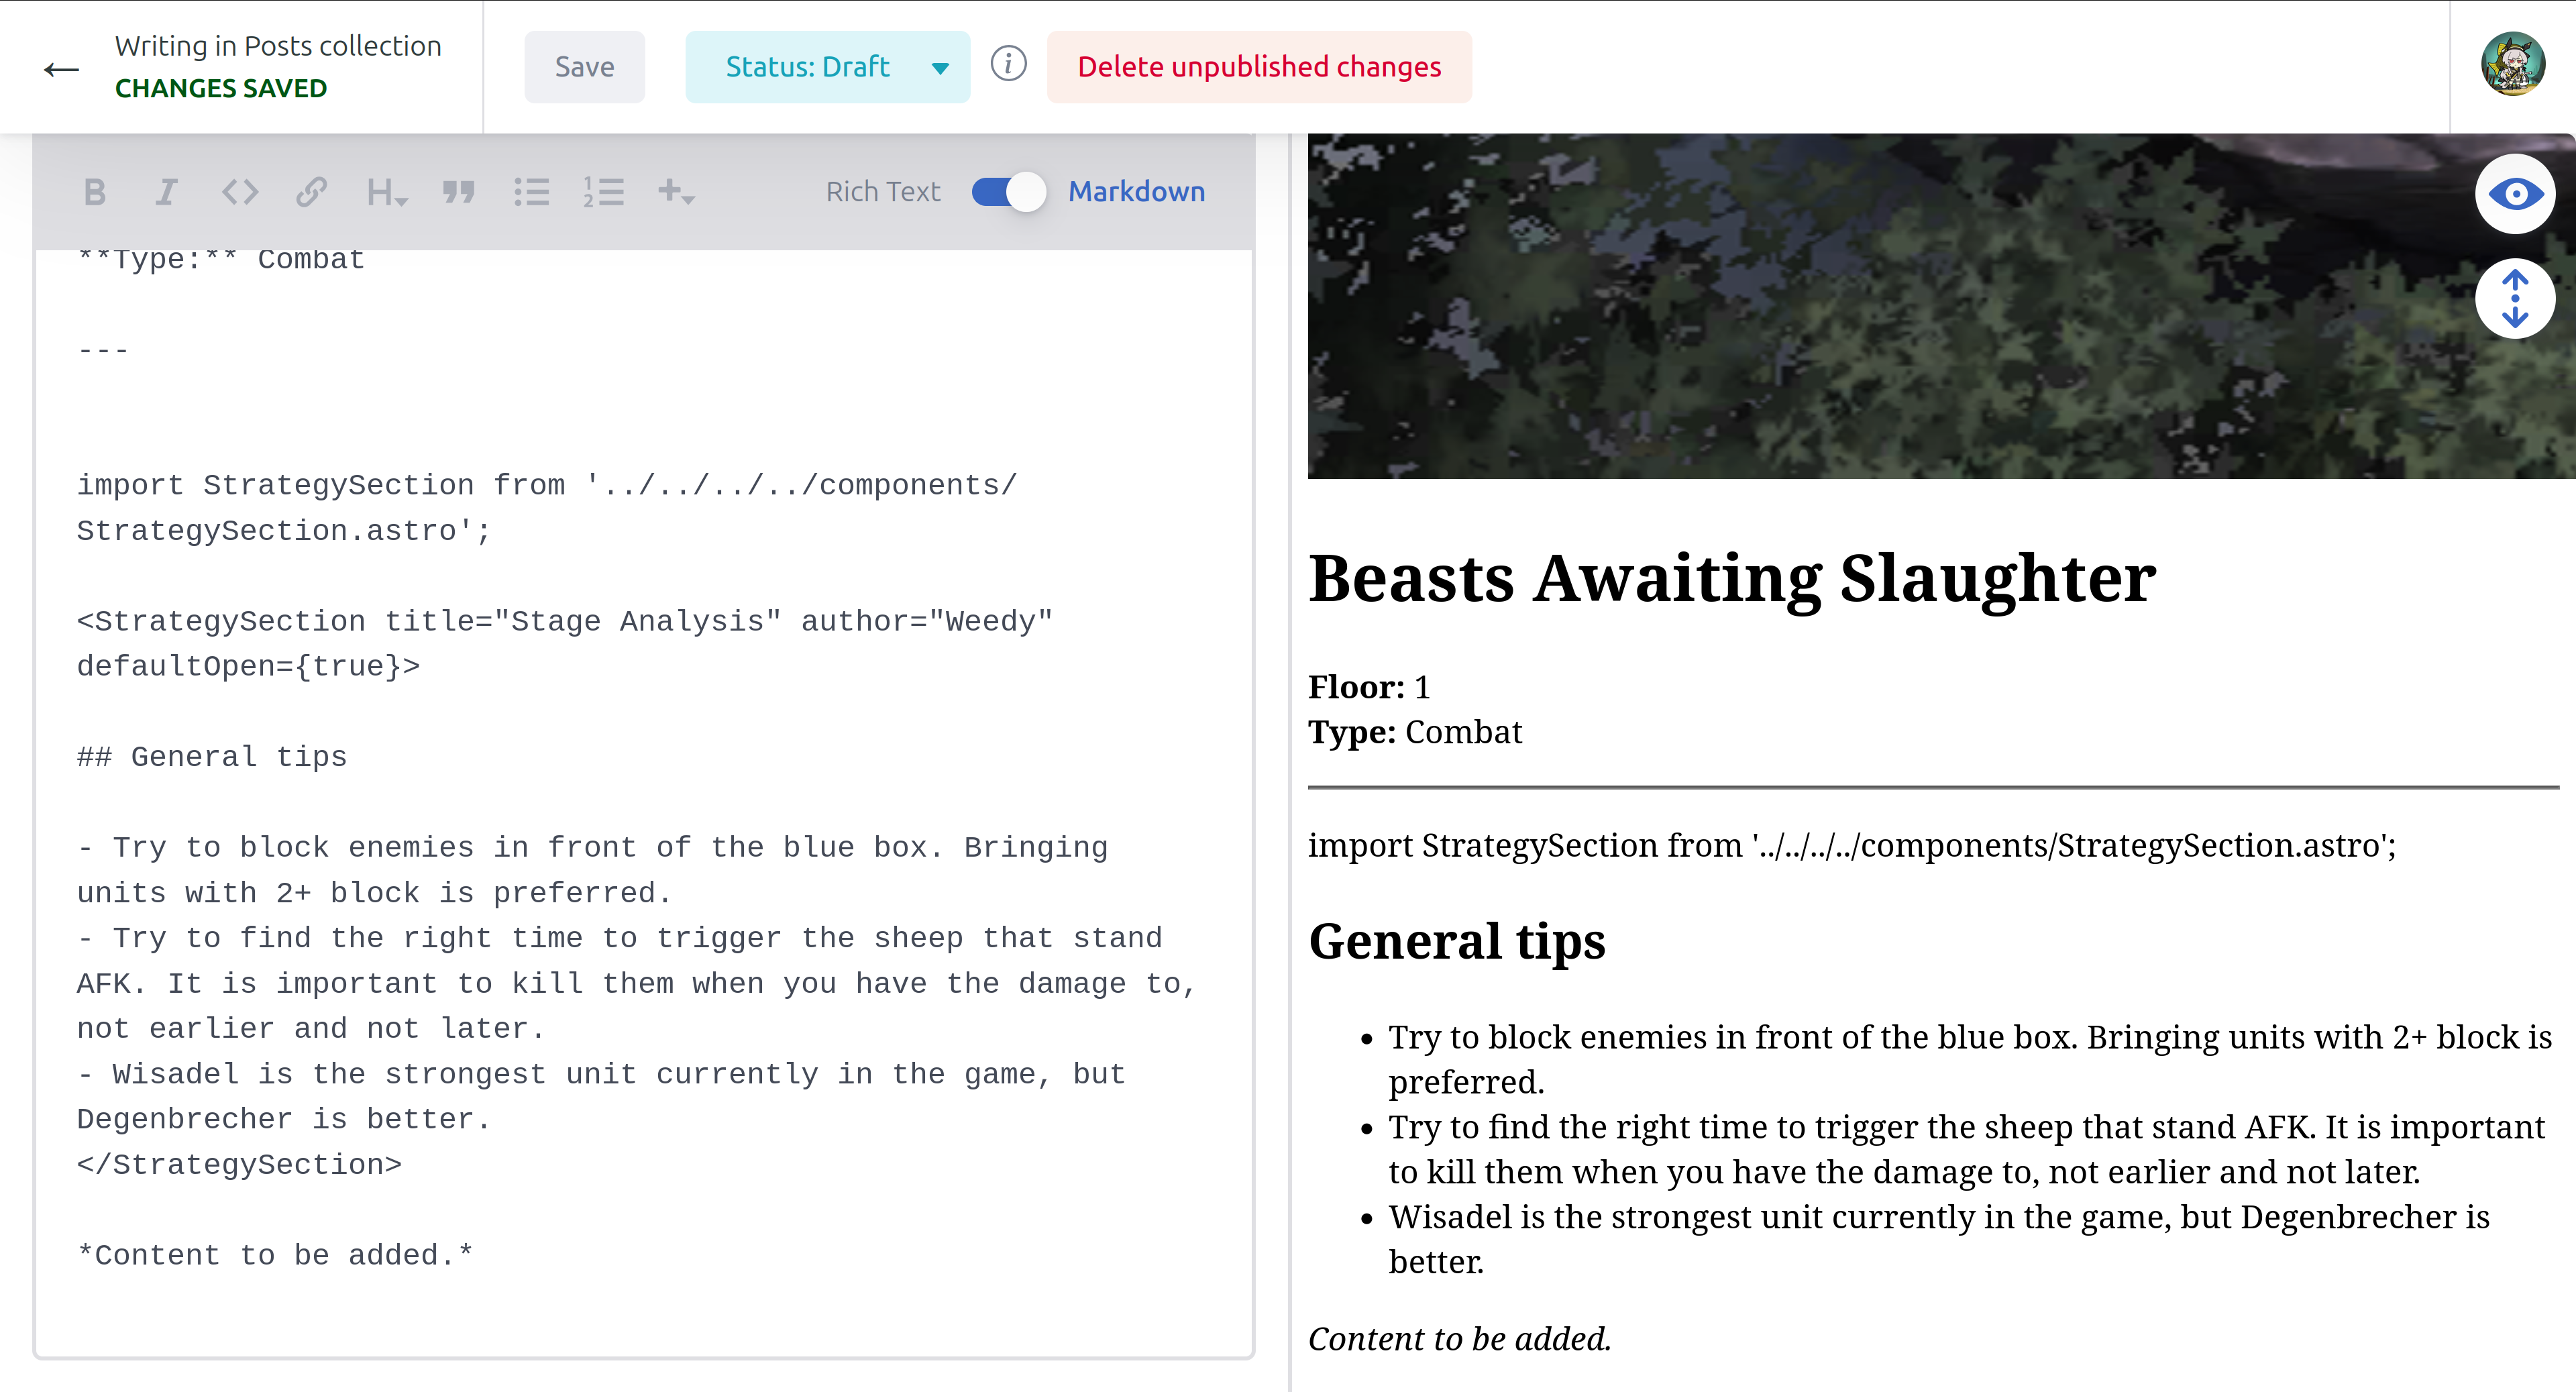 Writing in Posts collection
CHANGES SAVED
Save
Status: Draft
i
Delete unpublished changes
B I <> H
Rich Text
Markdown
**Type:** Combat
---
import StrategySection from '../../../../components/
StrategySection.astro';
<StrategySection title="Stage Analysis" author="Weedy"
defaultOpen={true}>
## General tips
- Try to block enemies in front of the blue box. Bringing
units with 2+ block is preferred.
- Try to find the right time to trigger the sheep that stand
AFK. It is important to kill them when you have the damage to,
not earlier and not later.
- Wisadel is the strongest unit currently in the game, but
Degenbrecher is better.
</StrategySection>
*Content to be added.*
Beasts Awaiting Slaughter
Floor: 1
Type: Combat
import StrategySection from '../../../../components/StrategySection.astro';
General tips
• Try to block enemies in front of the blue box. Bringing units with 2+ block is
preferred.
• Try to find the right time to trigger the sheep that stand AFK. It is important
to kill them when you have the damage to, not earlier and not later.
• Wisadel is the strongest unit currently in the game, but Degenbrecher is
better.
Content to be added.